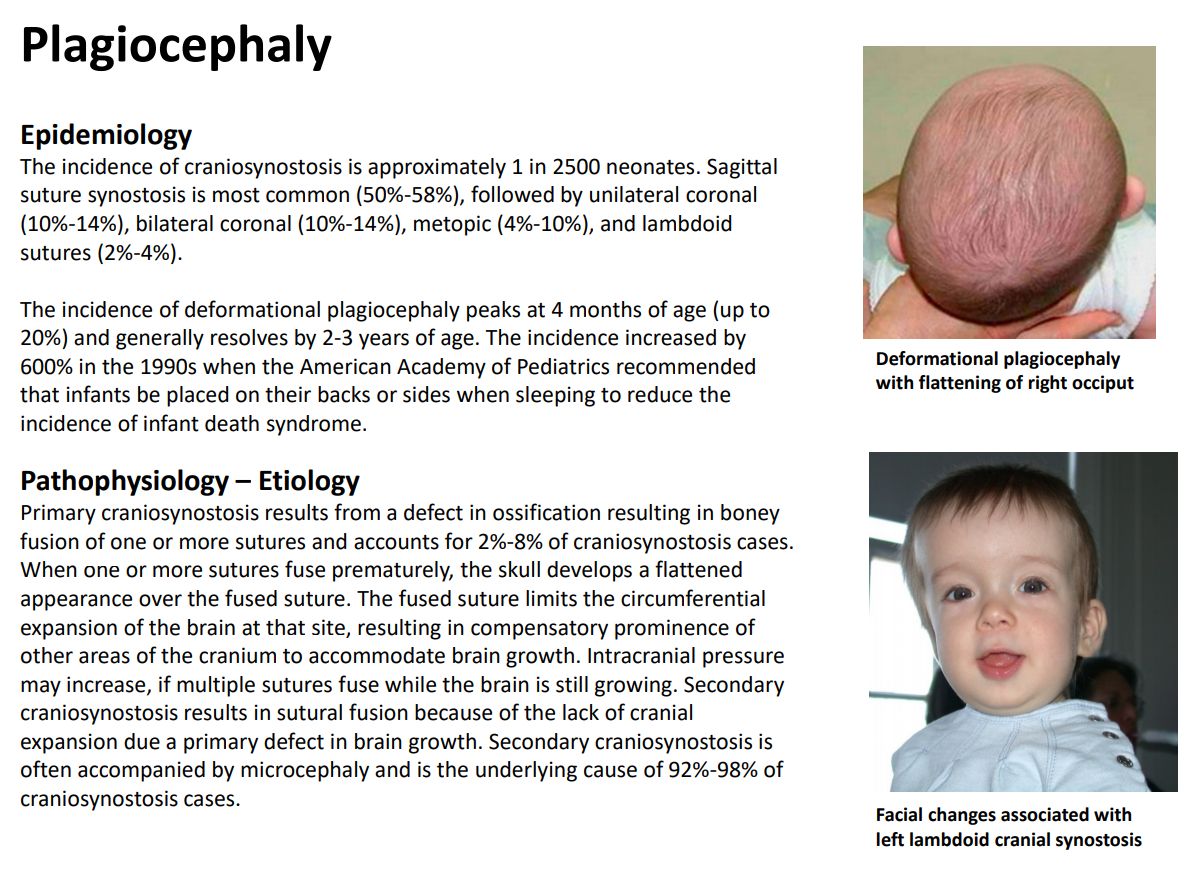 Plagiocephaly
Epidemiology
The incidence of craniosynostosis is approximately 1 in 2500 neonates. Sagittal
suture synostosis is most common (50%-58%), followed by unilateral coronal
(10%-14%), bilateral coronal (10%-14%), metopic (4%-10%), and lambdoid
sutures (2%-4%).
The incidence of deformational plagiocephaly peaks at 4 months of age (up to
20%) and generally resolves by 2-3 years of age. The incidence increased by
600% in the 1990s when the American Academy of Pediatrics recommended
that infants be placed on their backs or sides when sleeping to reduce the
incidence of infant death syndrome.
Pathophysiology – Etiology
Primary craniosynostosis results from a defect in ossification resulting in boney
fusion of one or more sutures and accounts for 2%-8% of craniosynostosis cases.
When one or more sutures fuse prematurely, the skull develops a flattened
appearance over the fused suture. The fused suture limits the circumferential
expansion of the brain at that site, resulting in compensatory prominence of
other areas of the cranium to accommodate brain growth. Intracranial pressure
may increase, if multiple sutures fuse while the brain is still growing. Secondary
craniosynostosis results in sutural fusion because of the lack of cranial
expansion due a primary defect in brain growth. Secondary craniosynostosis is
often accompanied by microcephaly and is the underlying cause of 92%-98% of
craniosynostosis cases.
Deformational plagiocephaly
with flattening of right occiput
Facial changes associated with
left lambdoid cranial synostosis